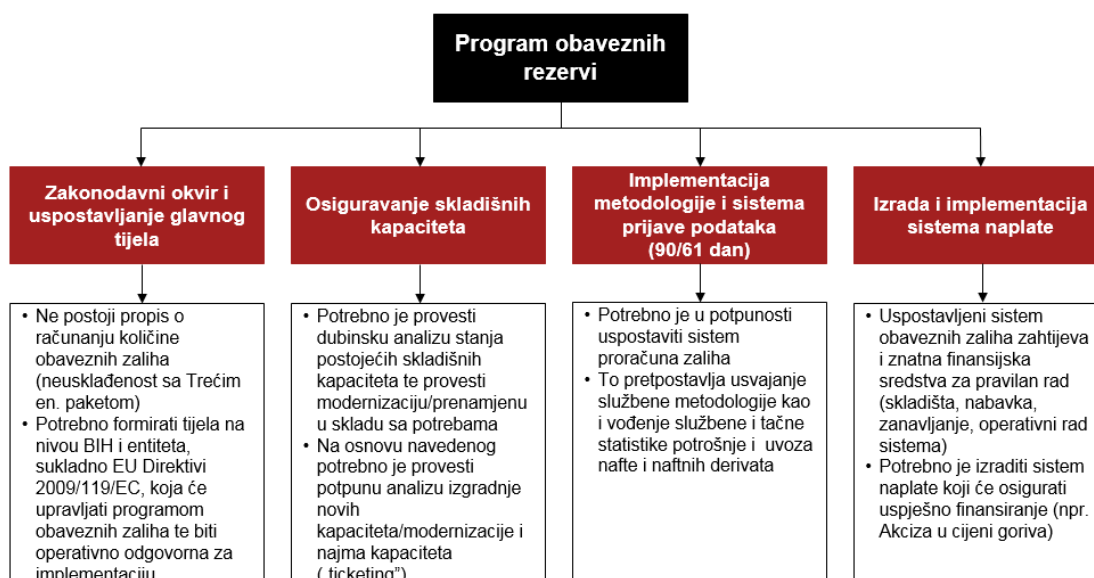 Program obaveznih
rezervi
Zakonodavni okvir i
uspostavljanje glavnog
tijela
Osiguravanje skladišnih
kapaciteta
Implementacija
metodologije i sistema
prijave podataka
(90/61 dan)
Izrada i implementacija
sistema naplate
• Ne postoji propis o
računanju količine
obaveznih zaliha
(neusklađenost sa Trećim
en. paketom)
• Potrebno formirati tijela na
nivou BIH i entiteta,
sukladno EU Direktivi
2009/119/EC, koja će
upravljati programom
obaveznih zaliha te biti
operativno odgovorna za
implementaciju
• Potrebno je provesti
dubinsku analizu stanja
postojećih skladišnih
kapaciteta te provesti
modernizaciju/prenamjenu
u skladu sa potrebama
• Na osnovu navedenog
potrebno je provesti
potpunu analizu izgradnje
novih
kapaciteta/modernizacije i
najma kapaciteta
(„ticketing”)
• Potrebno je u potpunosti
uspostaviti sistem
proračuna zaliha
• To pretpostavlja usvajanje
službene metodologije kao
i vođenje službene i tačne
statistike potrošnje i uvoza
nafte i naftnih derivata
• Uspostavljeni sistem
obaveznih zaliha zahtijeva
i znatna finansijska
sredstva za pravilan rad
(skladišta, nabavka,
zanavljanje, operativni rad
sistema)
• Potrebno je izraditi sistem
naplate koji će osigurati
uspješno finansiranje (npr.
Akciza u cijeni goriva)